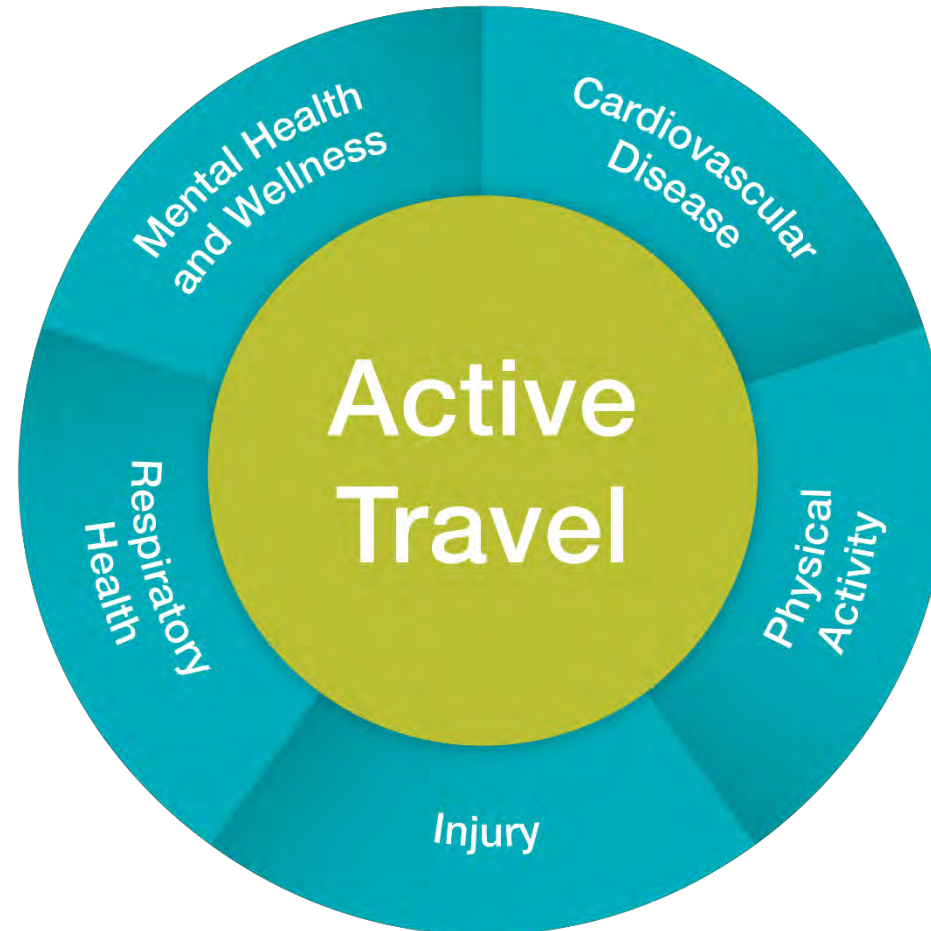 Mental Health
and Wellness
Cardiovascular
Disease
Active
Travel
Respiratory
Health
Physical
Activity
Injury